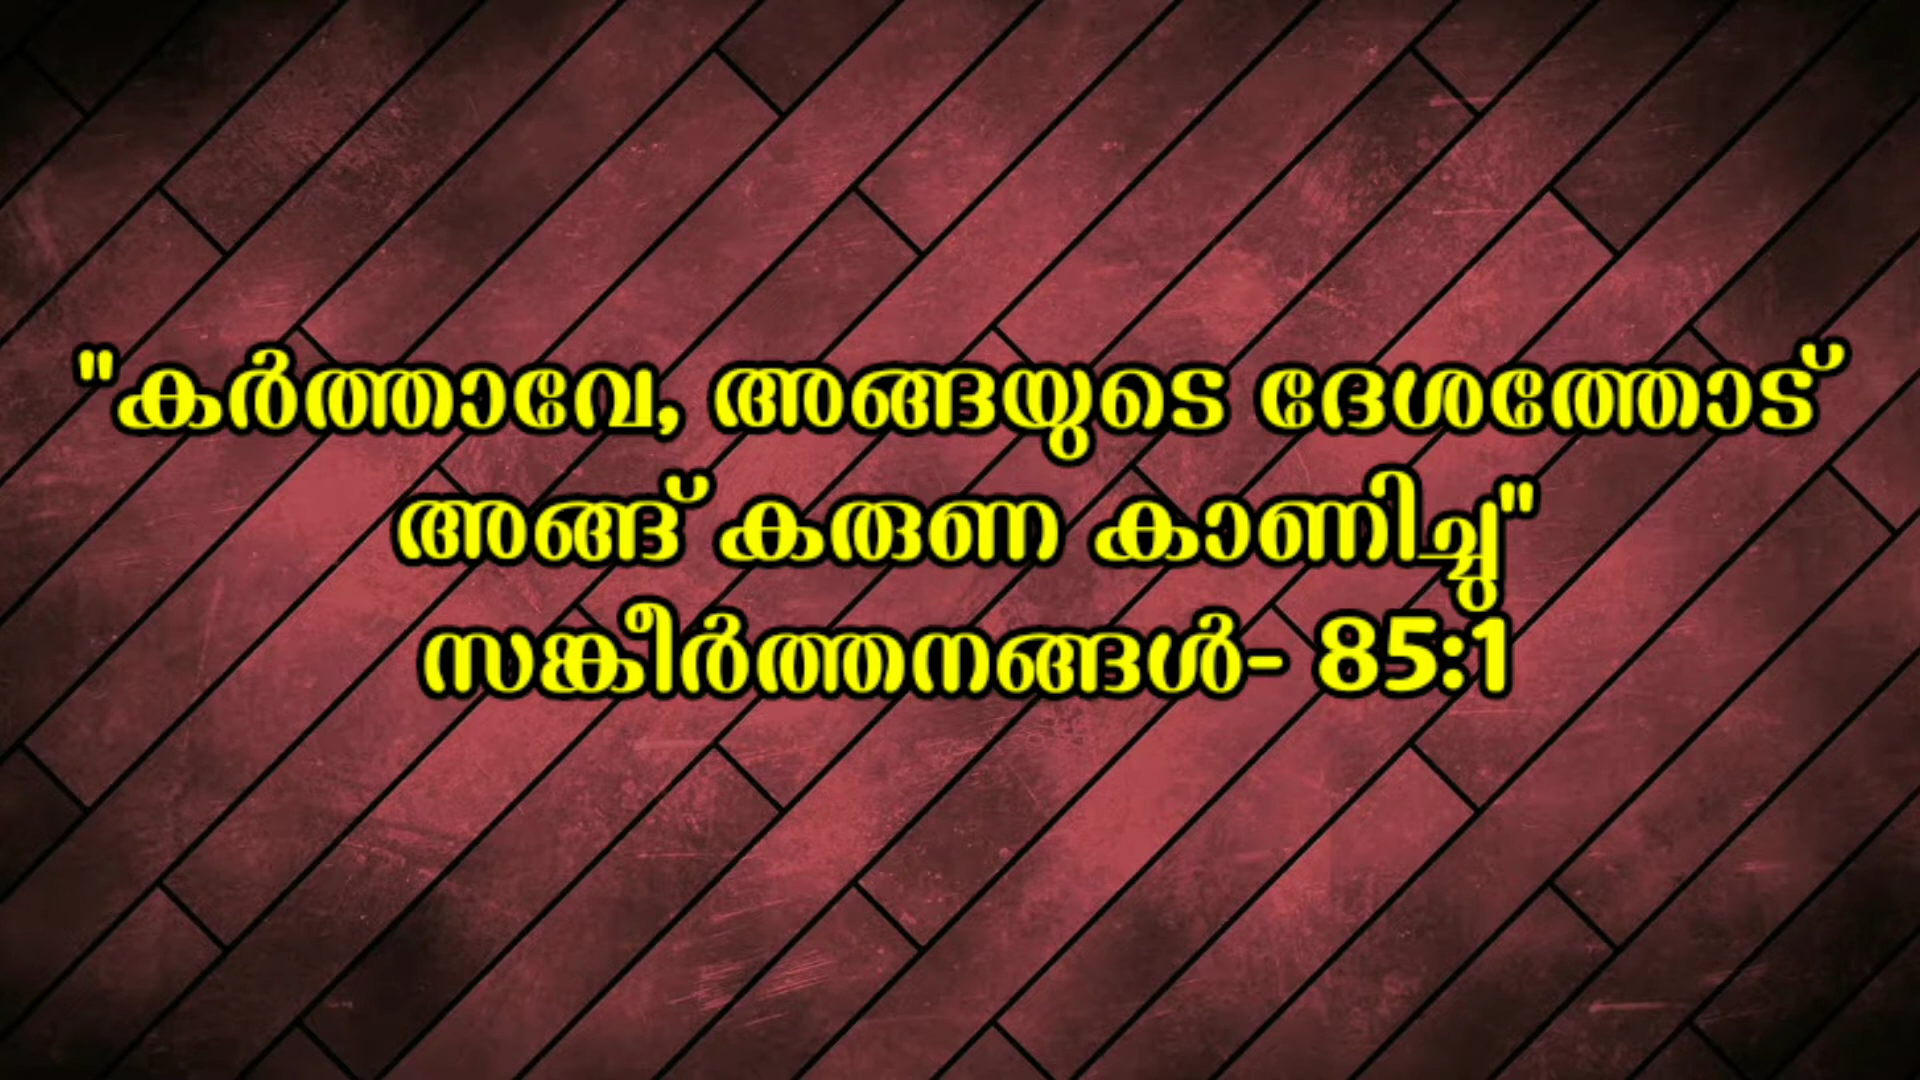 "കർത്താവേ, അങ്ങയുടെ ദേശത്തോട്
അങ്ങ് കരുണ കാണിച്ചു"
സങ്കീർത്തനങ്ങൾ- 85:1